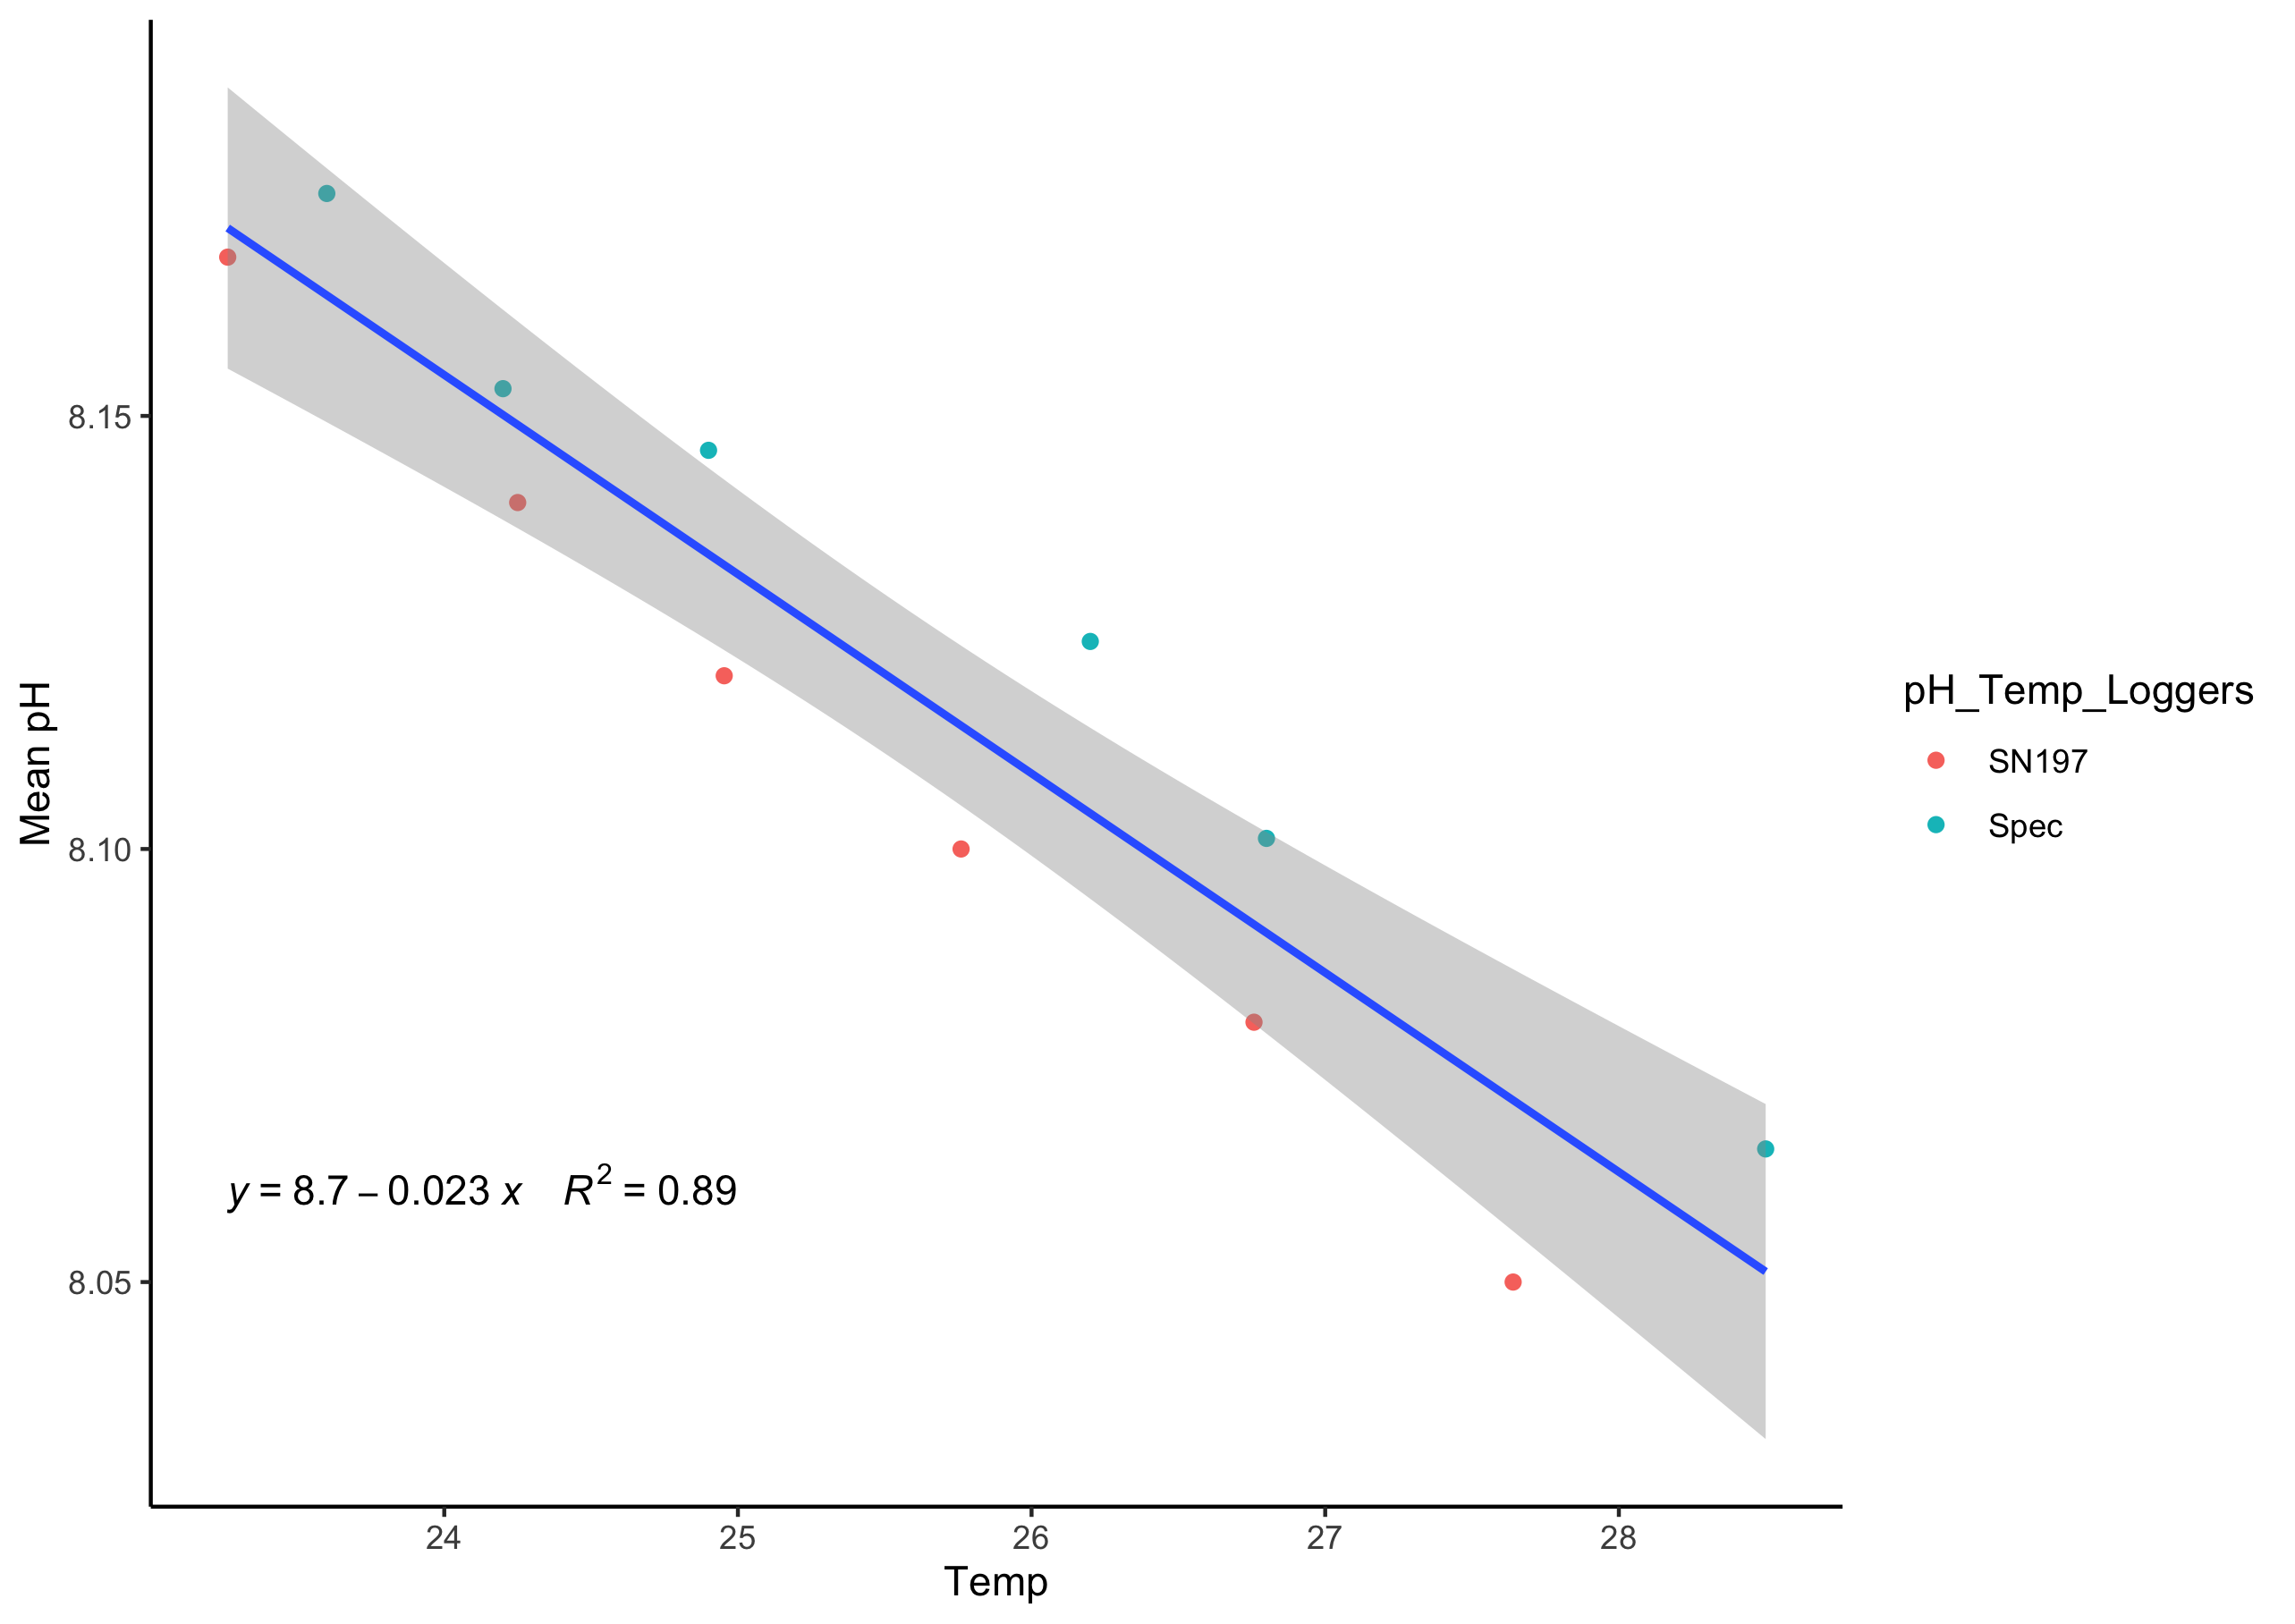 Mean pH
8.15
8.10
8.05
y = 8.7 – 0.023 x R² = 0.89
24 25 26 27 28
Temp
pH_Temp_Loggers
SN197
Spec